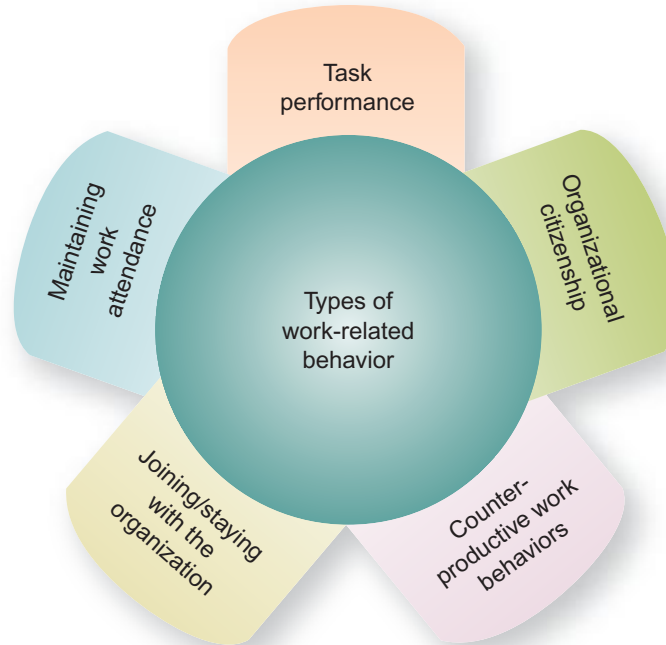 Task
performance
Organizational
citizenship
Counter-
productive work
behaviors
Joining/staying
with the
organization
Maintaining
work
attendance
Types of
work-related
behavior